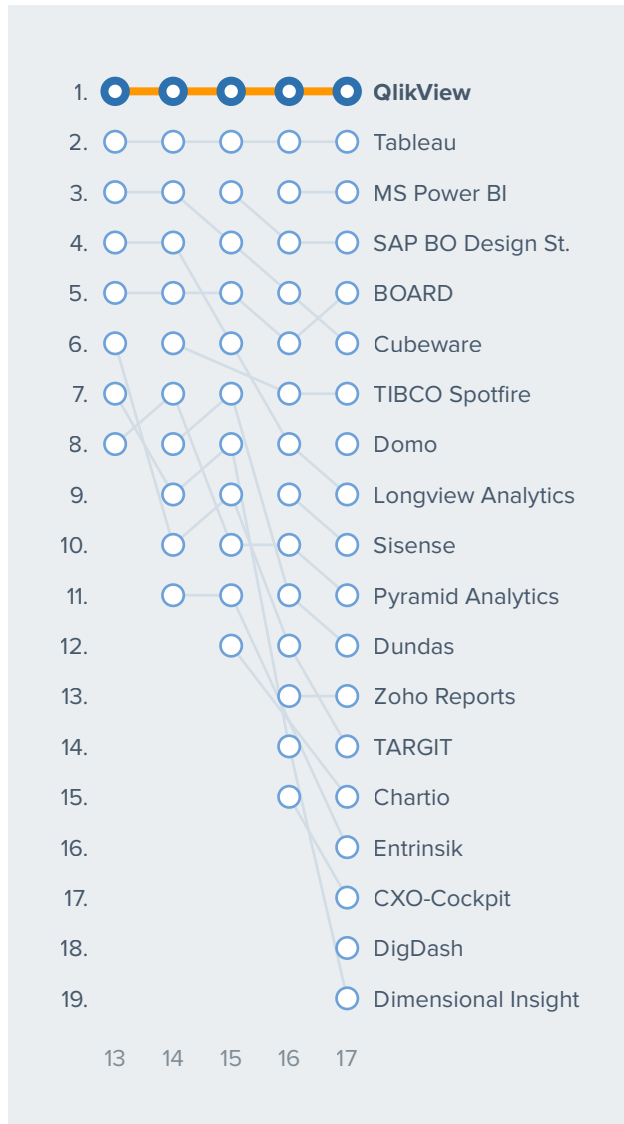 1. QlikView
2. Tableau
3. MS Power BI
4. SAP BO Design St.
5. BOARD
6. Cubeware
7. TIBCO Spotfire
8. Domo
9. Longview Analytics
10. Sisense
11. Pyramid Analytics
12. Dundas
13. Zoho Reports
14. TARGIT
15. Chartio
16. Entrinsik
17. CXO-Cockpit
18. DigDash
19. Dimensional Insight
13 14 15 16 17